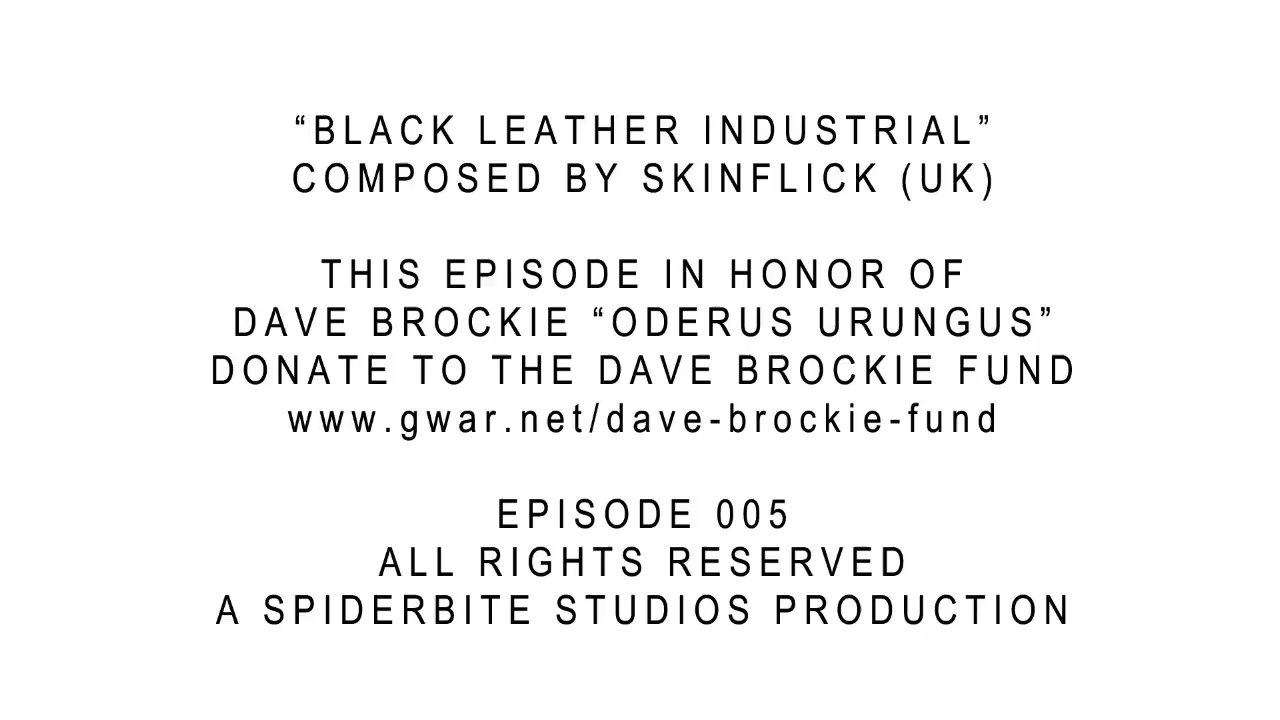 “BLACK LEATHER INDUSTRIAL”
COMPOSED BY SKINFLICK (UK)
THIS EPISODE IN HONOR OF
DAVE BROCKIE “ODERUS URUNGUS”
DONATE TO THE DAVE BROCKIE FUND
www.gwar.net/dave-brockie-fund
EPISODE 005
ALL RIGHTS RESERVED
A SPIDERBITE STUDIOS PRODUCTION